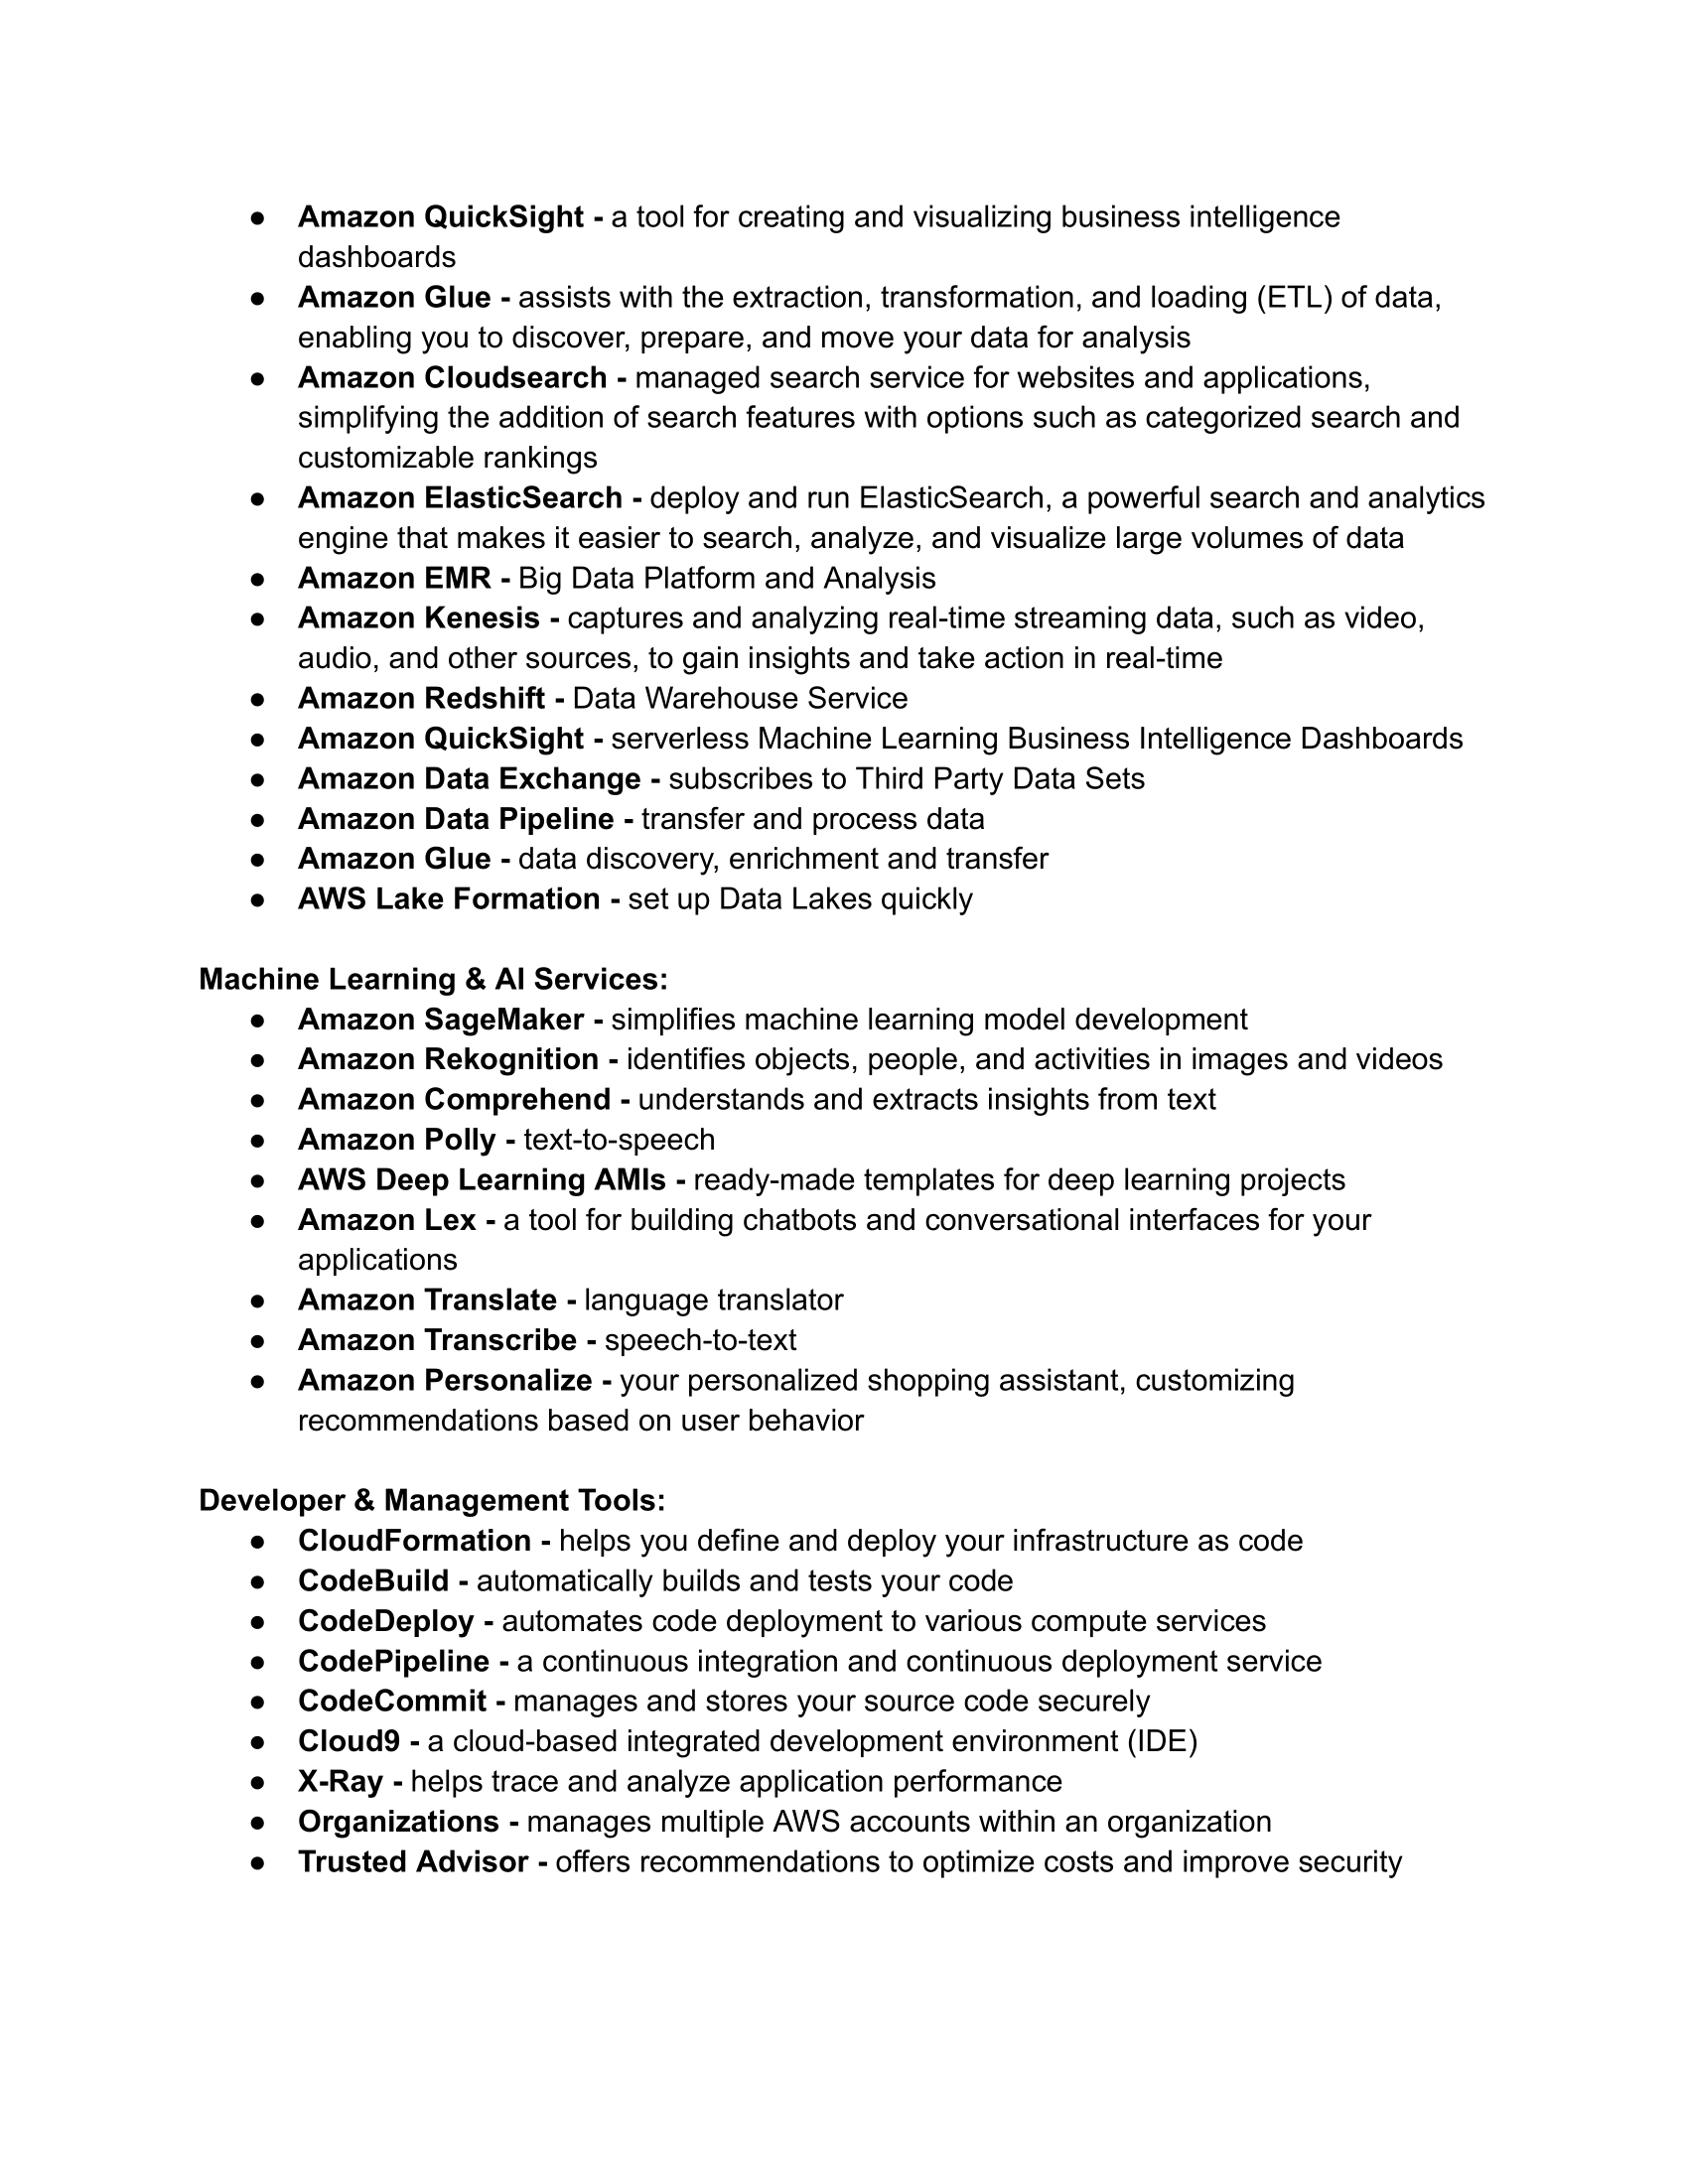 ● Amazon QuickSight - a tool for creating and visualizing business intelligence
dashboards
● Amazon Glue - assists with the extraction, transformation, and loading (ETL) of data,
enabling you to discover, prepare, and move your data for analysis
● Amazon Cloudsearch - managed search service for websites and applications,
simplifying the addition of search features with options such as categorized search and
customizable rankings
● Amazon ElasticSearch - deploy and run ElasticSearch, a powerful search and analytics
engine that makes it easier to search, analyze, and visualize large volumes of data
● Amazon EMR - Big Data Platform and Analysis
● Amazon Kenesis - captures and analyzing real-time streaming data, such as video,
audio, and other sources, to gain insights and take action in real-time
● Amazon Redshift - Data Warehouse Service
● Amazon QuickSight - serverless Machine Learning Business Intelligence Dashboards
● Amazon Data Exchange - subscribes to Third Party Data Sets
● Amazon Data Pipeline - transfer and process data
● Amazon Glue - data discovery, enrichment and transfer
● AWS Lake Formation - set up Data Lakes quickly
Machine Learning & AI Services:
● Amazon SageMaker - simplifies machine learning model development
● Amazon Rekognition - identifies objects, people, and activities in images and videos
● Amazon Comprehend - understands and extracts insights from text
● Amazon Polly - text-to-speech
● AWS Deep Learning AMIs - ready-made templates for deep learning projects
● Amazon Lex - a tool for building chatbots and conversational interfaces for your
applications
● Amazon Translate - language translator
● Amazon Transcribe - speech-to-text
● Amazon Personalize - your personalized shopping assistant, customizing
recommendations based on user behavior
Developer & Management Tools:
● CloudFormation - helps you define and deploy your infrastructure as code
● CodeBuild - automatically builds and tests your code
● CodeDeploy - automates code deployment to various compute services
● CodePipeline - a continuous integration and continuous deployment service
● CodeCommit - manages and stores your source code securely
● Cloud9 - a cloud-based integrated development environment (IDE)
● X-Ray - helps trace and analyze application performance
● Organizations - manages multiple AWS accounts within an organization
● Trusted Advisor - offers recommendations to optimize costs and improve security